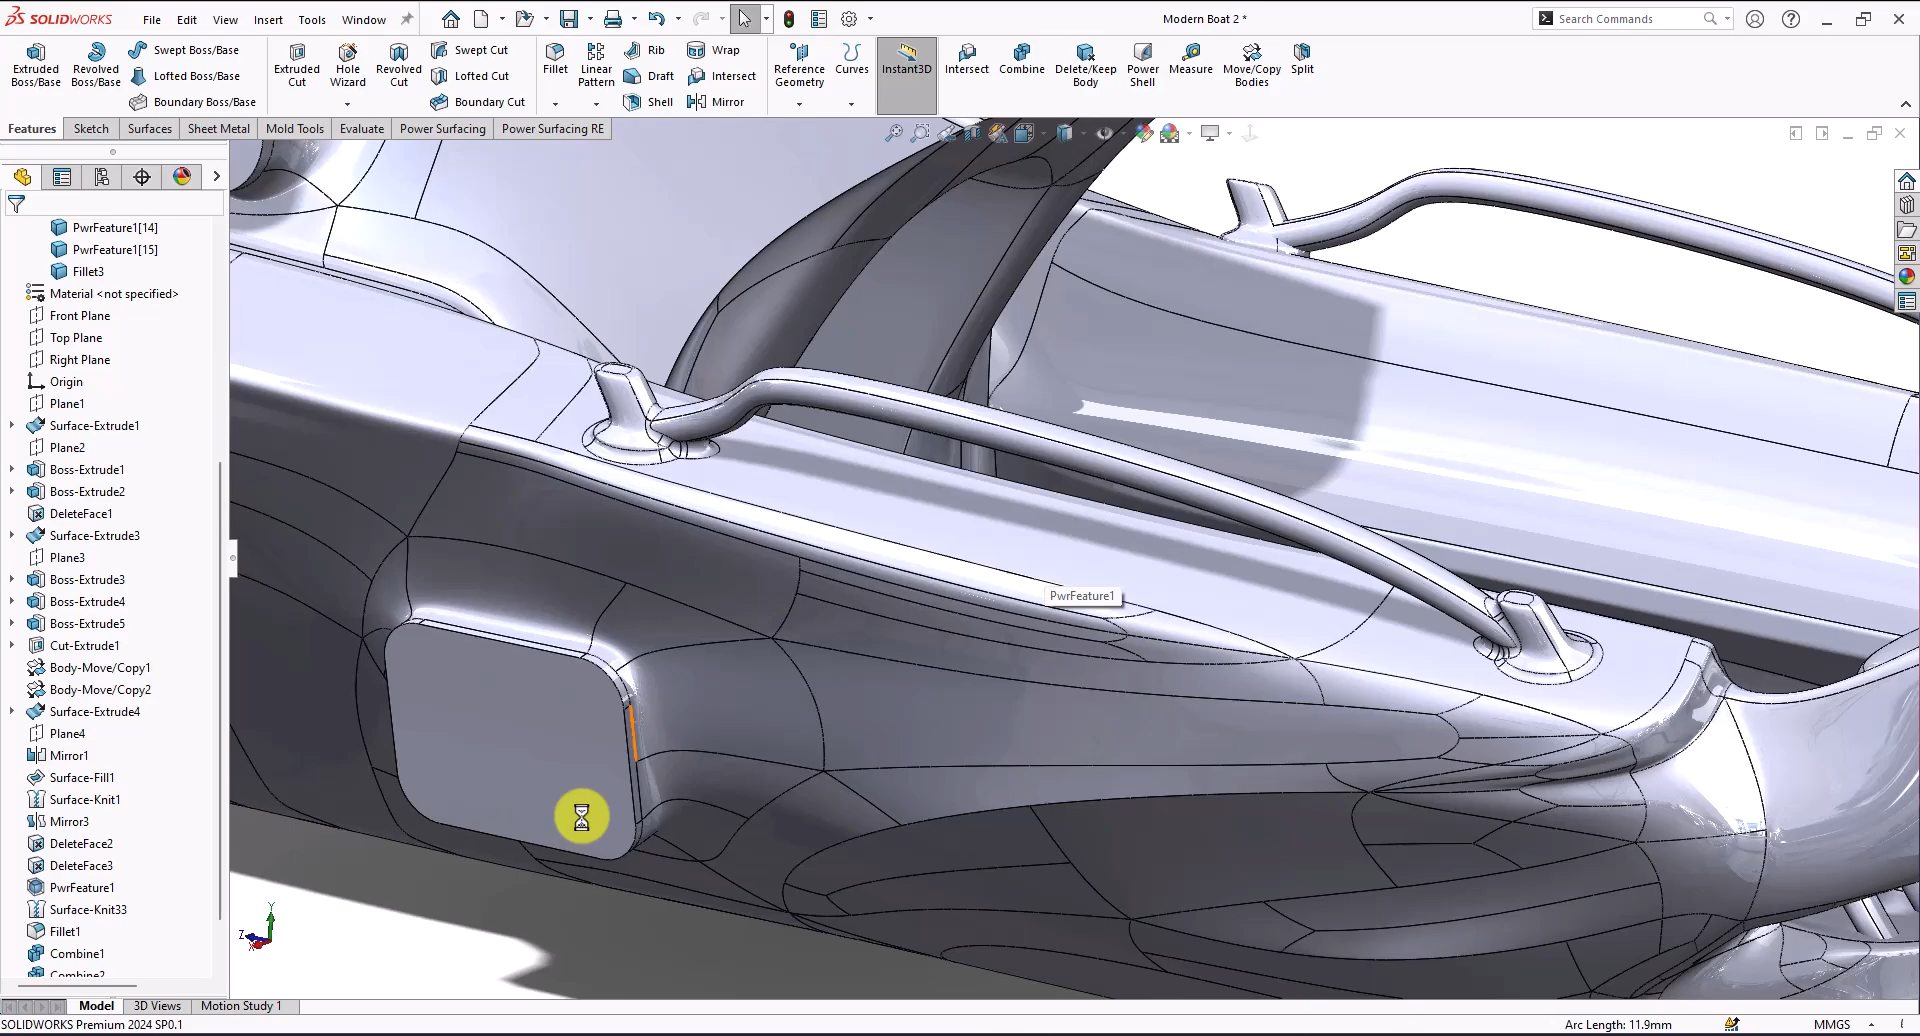 SOLIDWORKS File Edit View Insert Tools Window
Modern Boat 2 *
Search Commands
Extruded Boss/Base
Revolved Boss/Base
Swept Boss/Base
Lofted Boss/Base
Boundary Boss/Base
Extruded Cut
Hole Wizard
Revolved Cut
Swept Cut
Lofted Cut
Boundary Cut
Fillet
Linear Pattern
Rib
Draft
Shell
Wrap
Intersect
Mirror
Reference Geometry
Curves
Instant3D
Intersect
Combine
Delete/Keep Body
Power Shell
Measure
Move/Copy Bodies
Split
Features Sketch Surfaces Sheet Metal Mold Tools Evaluate Power Surfacing Power Surfacing RE
PwrFeature1[14]
PwrFeature1[15]
Fillet3
Material <not specified>
Front Plane
Top Plane
Right Plane
Origin
Plane1
Surface-Extrude1
Plane2
Boss-Extrude1
Boss-Extrude2
DeleteFace1
Surface-Extrude3
Plane3
Boss-Extrude3
Boss-Extrude4
Boss-Extrude5
Cut-Extrude1
Body-Move/Copy1
Body-Move/Copy2
Surface-Extrude4
Plane4
Mirror1
Surface-Fill1
Surface-Knit1
Mirror3
DeleteFace2
DeleteFace3
PwrFeature1
Surface-Knit33
Fillet1
Combine1
Combine2
PwrFeature1
Y
Z
X
Model 3D Views Motion Study 1
SOLIDWORKS Premium 2024 SP0.1
Arc Length: 11.9mm
MMGS